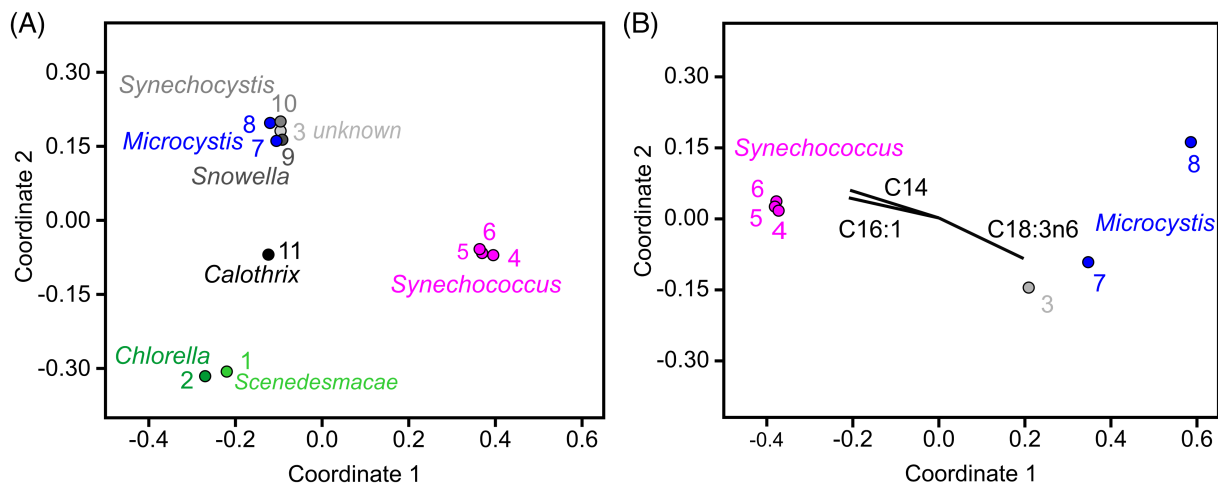 (A)
0.30
0.15
0.00
-0.15
-0.30
Coordinate 2
-0.4
-0.2
0.0
0.2
0.4
0.6
Coordinate 1
Synechocystis
10
8
3 unknown
Microcystis 7
9
Snowella
11
Calothrix
6
5
4
Synechococcus
Chlorella
1
2
Scenedesmacae
(B)
0.30
0.15
0.00
-0.15
-0.30
Coordinate 2
-0.4
-0.2
0.0
0.2
0.4
0.6
Coordinate 1
Synechococcus
8
6
C14
5
4
C16:1
C18:3n6
Microcystis
7
3